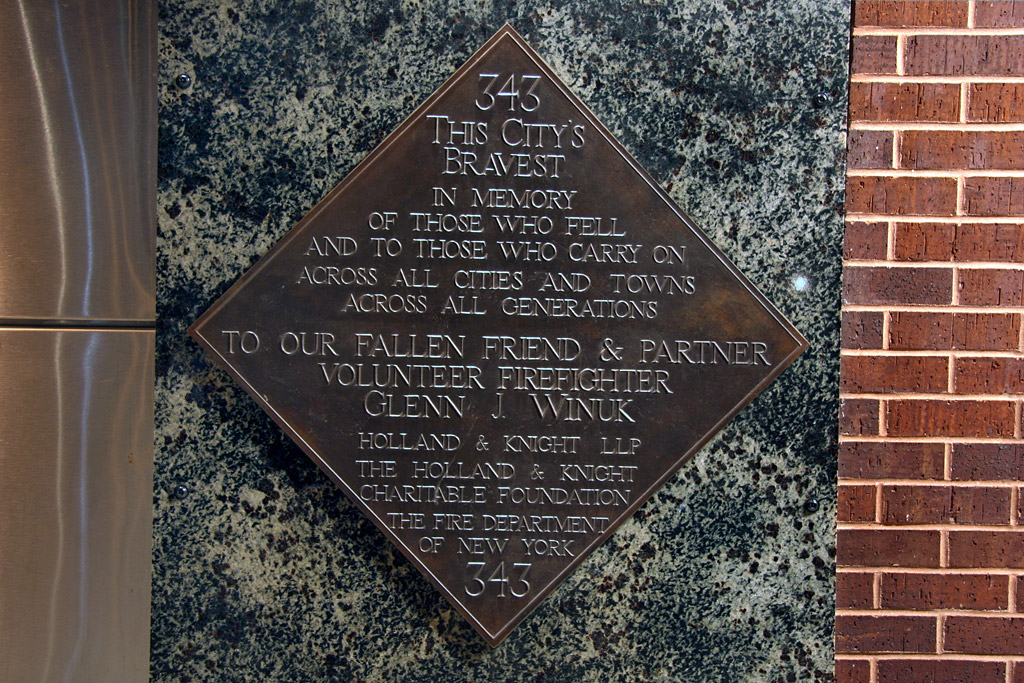 343
THIS CITY'S
BRAVEST
IN MEMORY
OF THOSE WHO FELL
AND TO THOSE WHO CARRY ON
ACROSS ALL CITIES AND TOWNS
ACROSS ALL GENERATIONS
TO OUR FALLEN FRIEND & PARTNER
VOLUNTEER FIREFIGHTER
GLENN J. WINUK
HOLLAND & KNIGHT LLP
THE HOLLAND & KNIGHT
CHARITABLE FOUNDATION
THE FIRE DEPARTMENT
OF NEW YORK
343